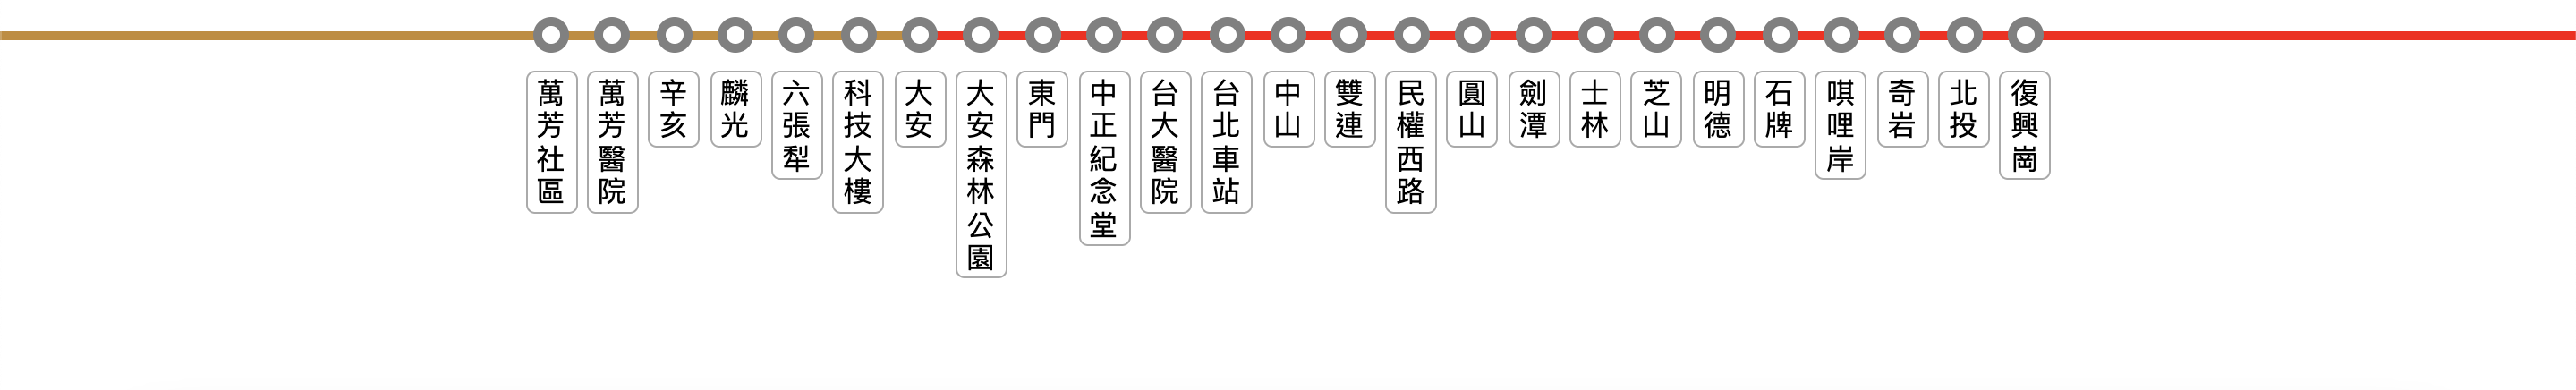 萬芳社區
萬芳醫院
辛亥
麟光
六張犁
科技大樓
大安
大安森林公園
東門
中正紀念堂
台大醫院
台北車站
中山
雙連
民權西路
圓山
劍潭
士林
芝山
明德
石牌
唭哩岸
奇岩
北投
復興崗